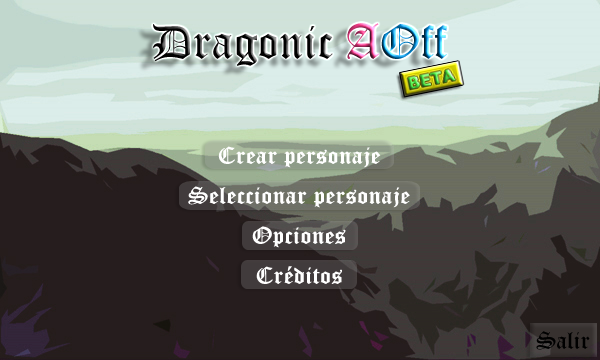 Dragonic AOff
BETA
Crear personaje
Seleccionar personaje
Opciones
Créditos
Salir